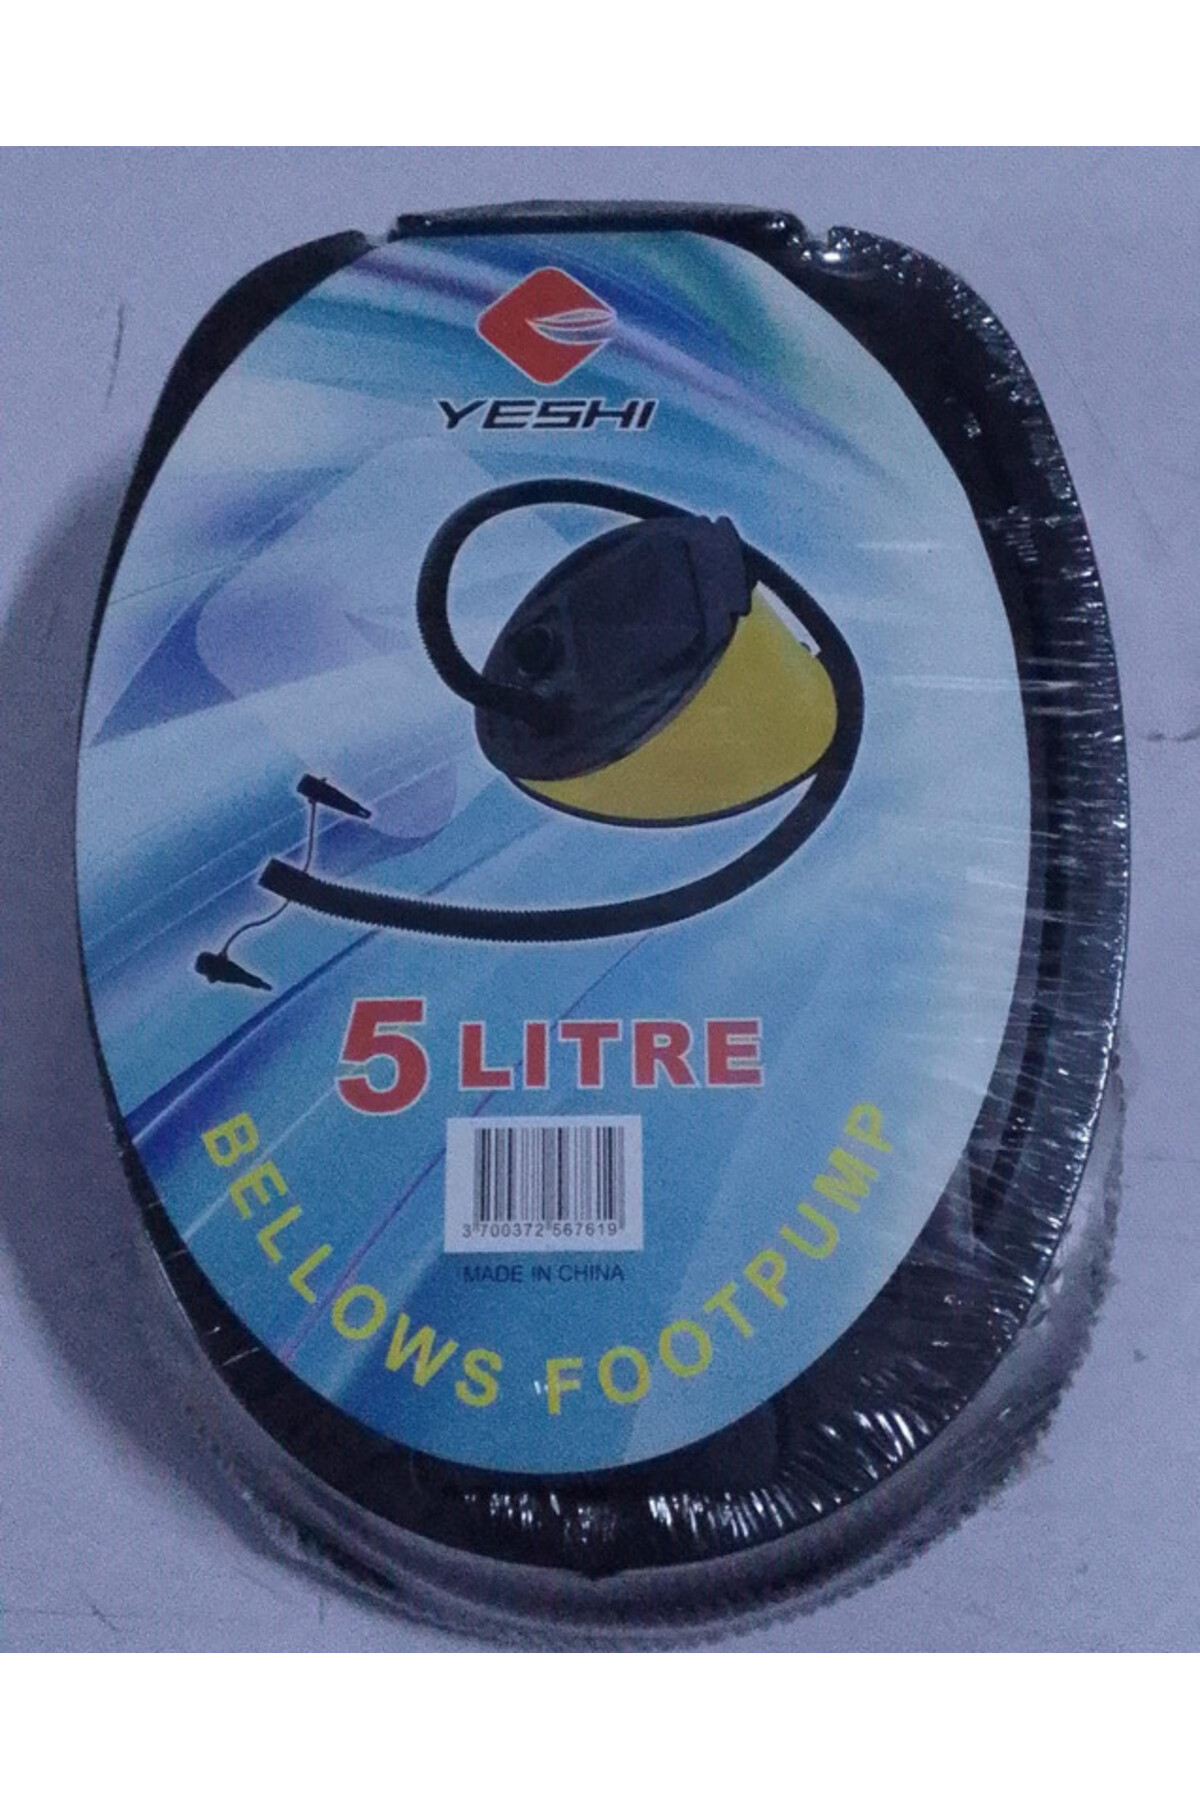 YESHI
5 LITRE
3 700372 567619
MADE IN CHINA
BELLOWS FOOTPUMP